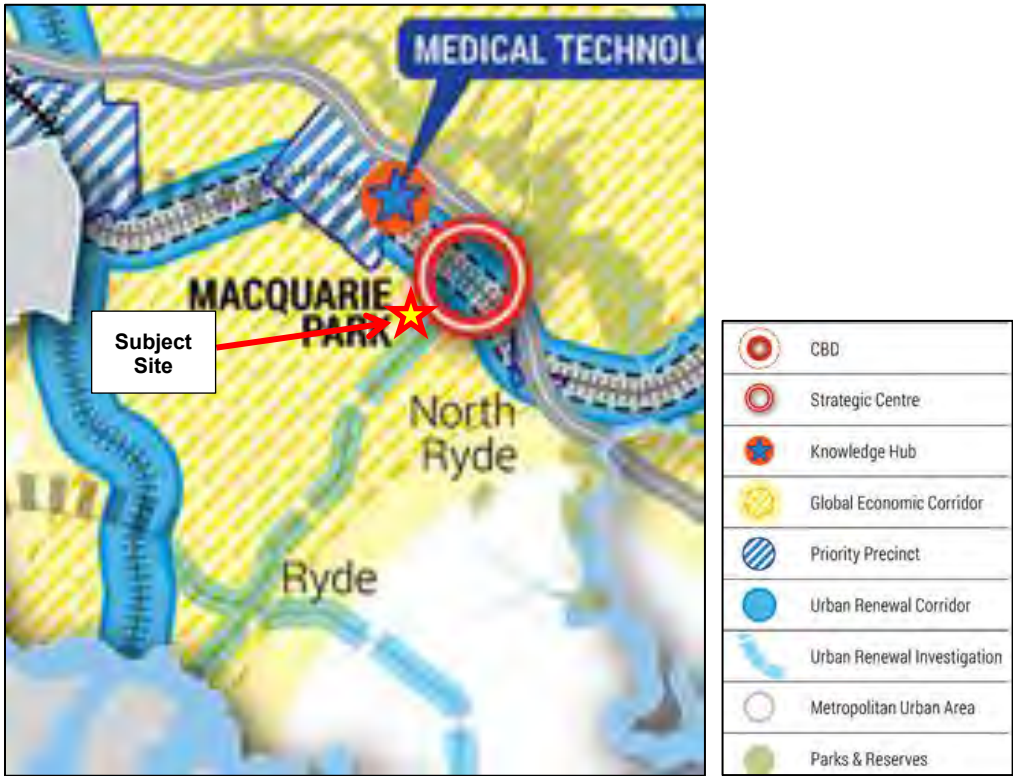 MEDICAL TECHNOLO
MACQUARIE
PARK
Subject
Site
North
Ryde
Ryde
CBD
Strategic Centre
Knowledge Hub
Global Economic Corridor
Priority Precinct
Urban Renewal Corridor
Urban Renewal Investigation
Metropolitan Urban Area
Parks & Reserves